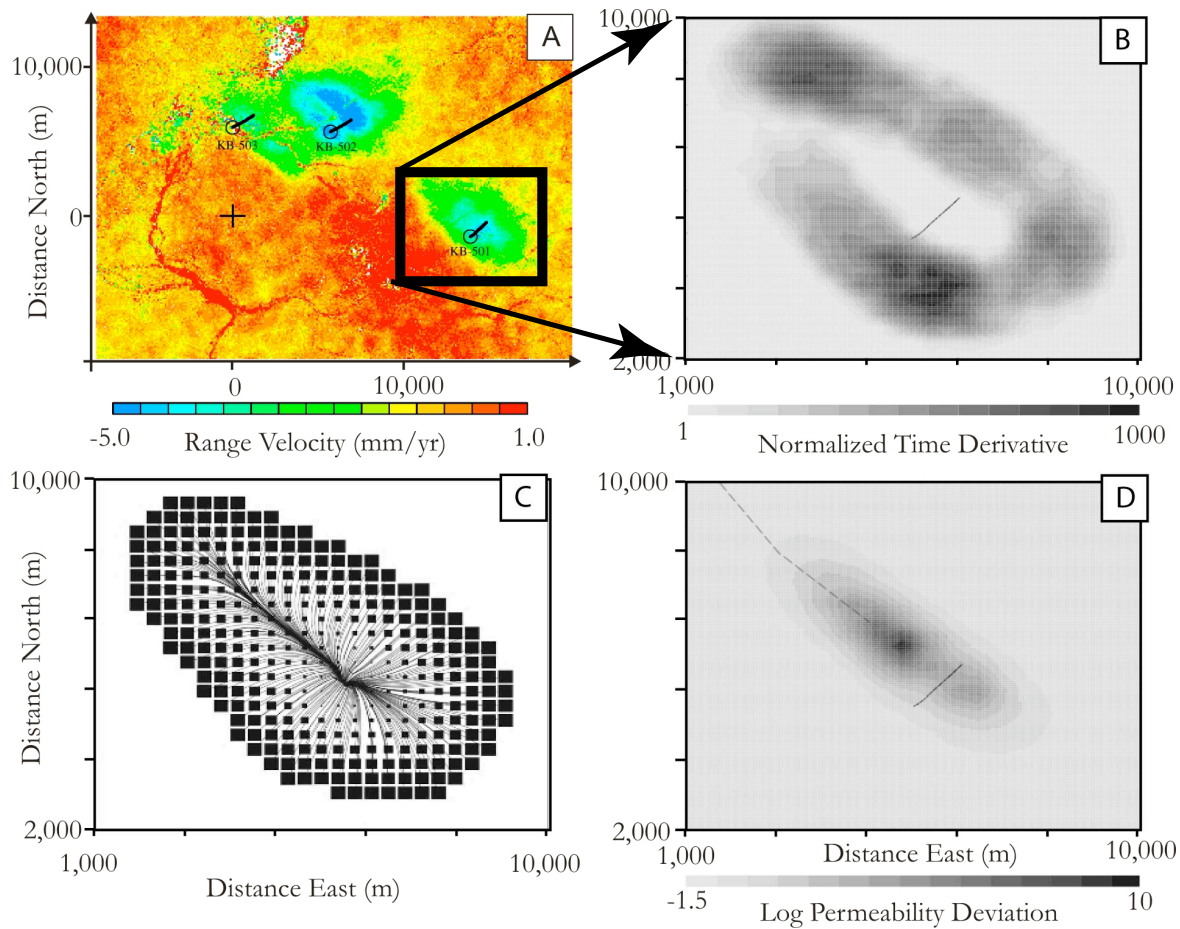 A
10,000
0
Distance North (m)
KB-503
KB-502
KB-501
0
10,000
-5.0
Range Velocity (mm/yr)
1.0
B
10,000
2,000
1,000
10,000
1
Normalized Time Derivative
1000
C
10,000
Distance North (m)
2,000
1,000
10,000
Distance East (m)
D
10,000
2,000
1,000
Distance East (m)
10,000
-1.5
Log Permeability Deviation
10